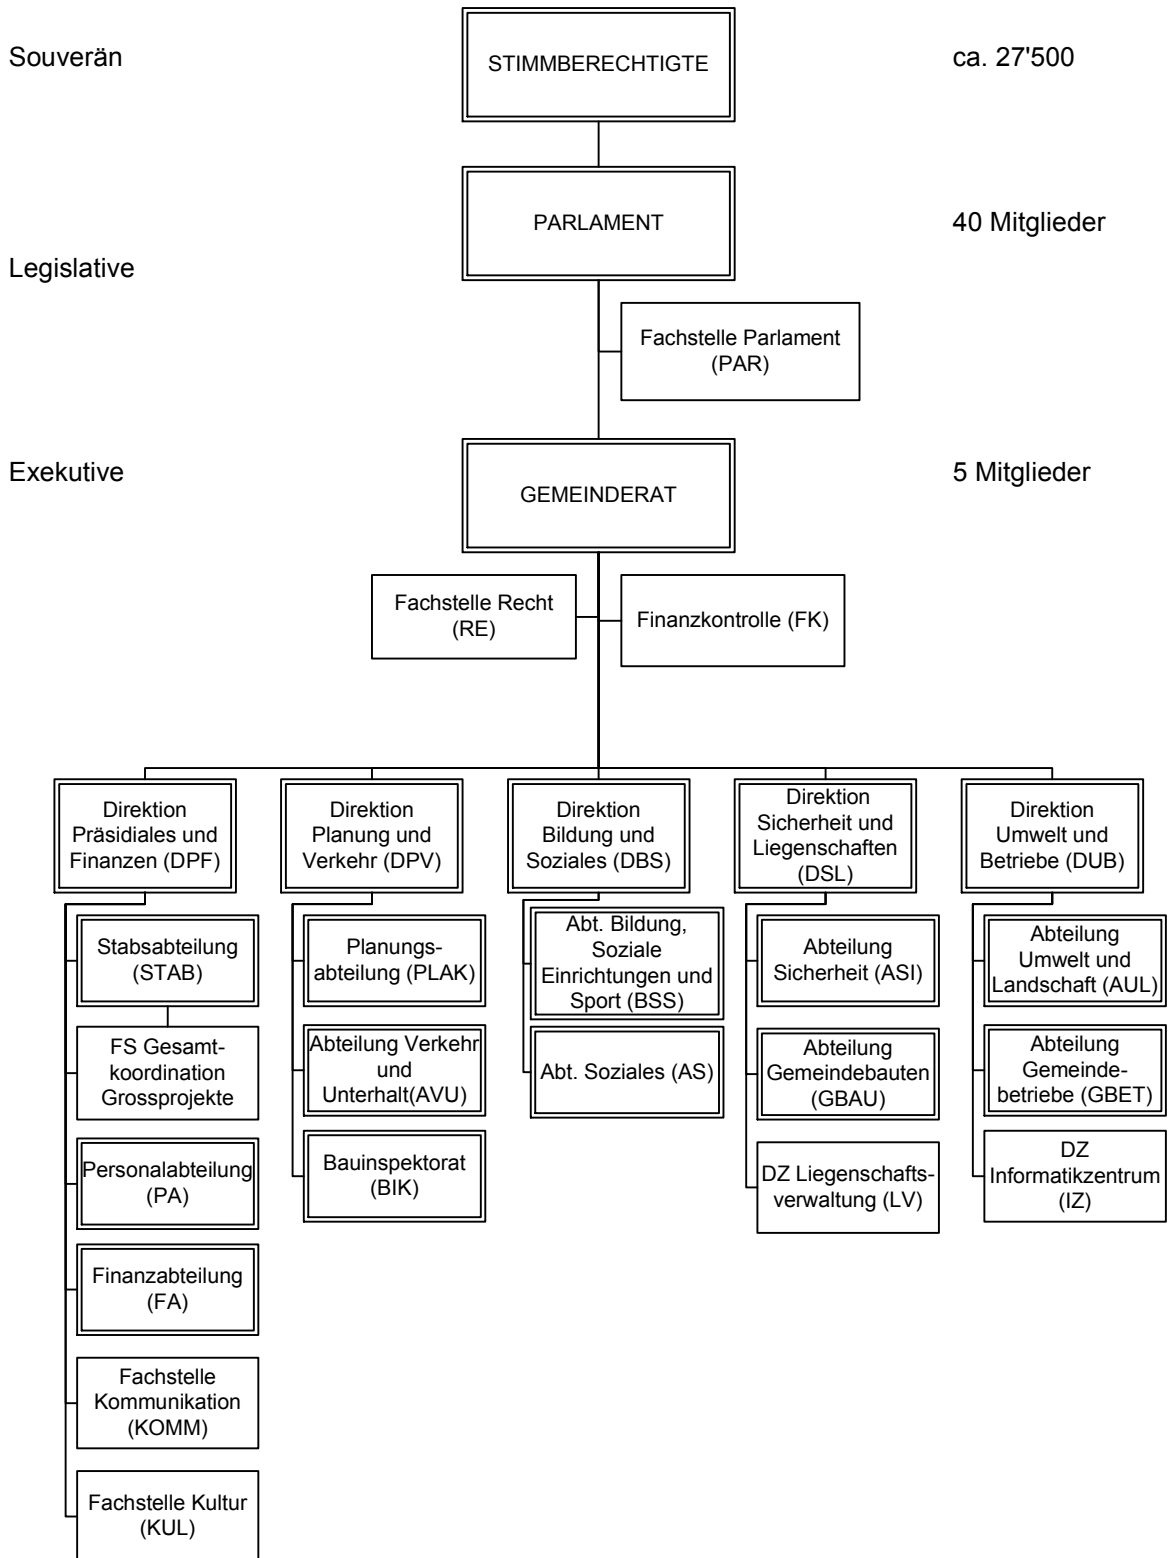 Souverän
STIMMBERECHTIGTE
ca. 27'500
PARLAMENT
40 Mitglieder
Legislative
Fachstelle Parlament
(PAR)
Exekutive
GEMEINDERAT
5 Mitglieder
Fachstelle Recht
(RE)
Finanzkontrolle (FK)
Direktion
Präsidiales und
Finanzen (DPF)
Direktion
Planung und
Verkehr (DPV)
Direktion
Bildung und
Soziales (DBS)
Direktion
Sicherheit und
Liegenschaften
(DSL)
Direktion
Umwelt und
Betriebe (DUB)
Stabsabteilung
(STAB)
FS Gesamt-
koordination
Grossprojekte
Personalabteilung
(PA)
Finanzabteilung
(FA)
Fachstelle
Kommunikation
(KOMM)
Fachstelle Kultur
(KUL)
Planungs-
abteilung (PLAK)
Abteilung Verkehr
und
Unterhalt(AVU)
Bauinspektorat
(BIK)
Abt. Bildung,
Soziale
Einrichtungen und
Sport (BSS)
Abt. Soziales (AS)
Abteilung
Sicherheit (ASI)
Abteilung
Gemeindebauten
(GBAU)
DZ Liegenschafts-
verwaltung (LV)
Abteilung
Umwelt und
Landschaft (AUL)
Abteilung
Gemeinde-
betriebe (GBET)
DZ
Informatikzentrum
(IZ)